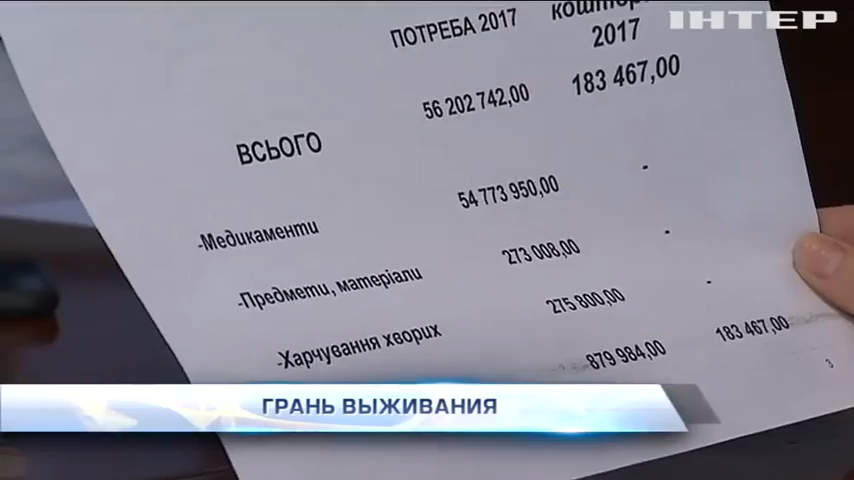 ІНТЕР
ПОТРЕБА 2017
2017
56 202 742,00 183 467,00
ВСЬОГО
54 773 950,00 -
-Медикаменти
273 008,00 -
-Предмети, матеріали
275 800,00 -
-Харчування хворих
879 984,00 183 467,00
3
ГРАНЬ ВЫЖИВАНИЯ